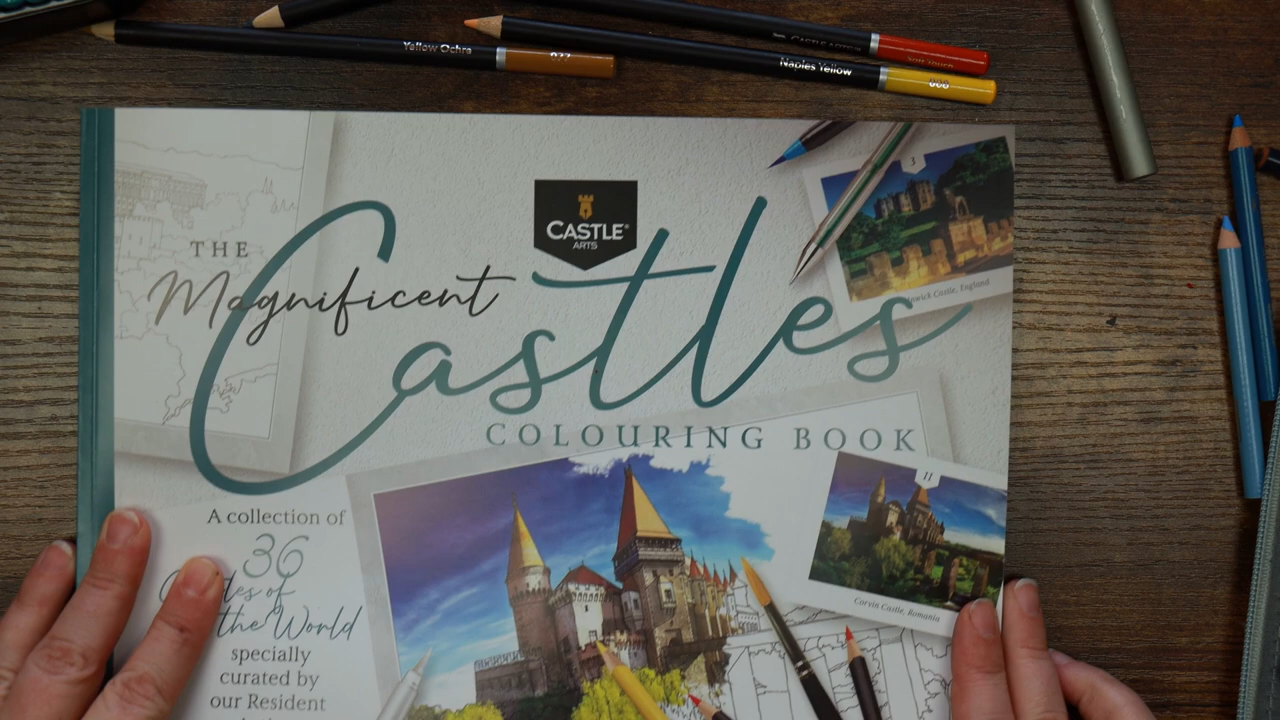 Yellow Ochre
CASTLE ARTS
Naples Yellow
THE
Magnificent
Castles
COLOURING BOOK
CASTLE®
ARTS
3
Castle, England
11
Corvin Castle, Romania
A collection of
36
of
the World
specially
curated by
our Resident